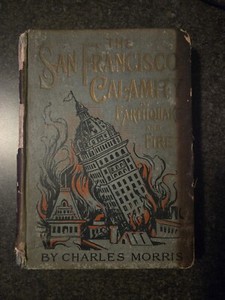 THE
SAN FRANCISCO
CALAMITY
EARTHQUAKE
FIRE
BY CHARLES MORRIS